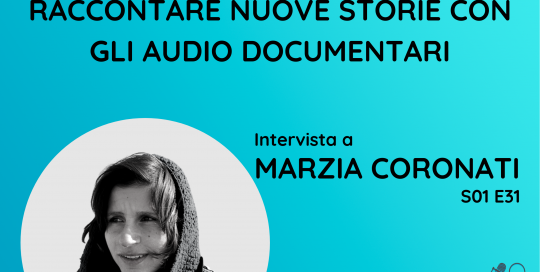 RACCONTARE NUOVE STORIE CON
GLI AUDIO DOCUMENTARI
Intervista a
MARZIA CORONATI
S01 E31